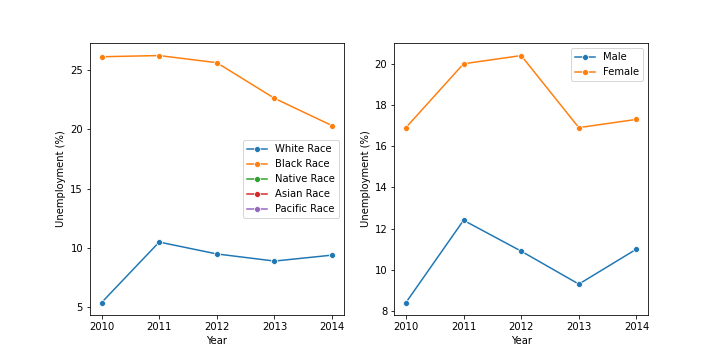 25
20
15
10
5
Unemployment (%)
White Race
Black Race
Native Race
Asian Race
Pacific Race
2010 2011 2012 2013 2014
Year
20
18
16
14
12
10
8
Unemployment (%)
Male
Female
2010 2011 2012 2013 2014
Year